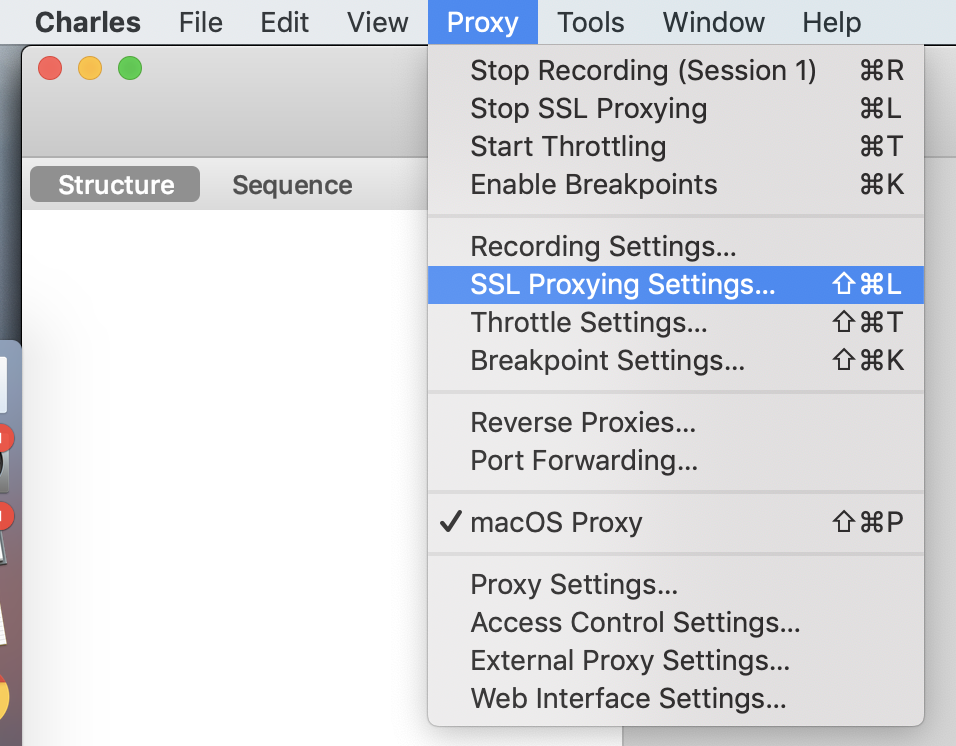 Charles File Edit View Proxy Tools Window Help
Structure Sequence
Stop Recording (Session 1) ⌘R
Stop SSL Proxying ⌘L
Start Throttling ⌘T
Enable Breakpoints ⌘K
Recording Settings...
SSL Proxying Settings... ⇧⌘L
Throttle Settings... ⇧⌘T
Breakpoint Settings... ⇧⌘K
Reverse Proxies...
Port Forwarding...
✓ macOS Proxy ⇧⌘P
Proxy Settings...
Access Control Settings...
External Proxy Settings...
Web Interface Settings...